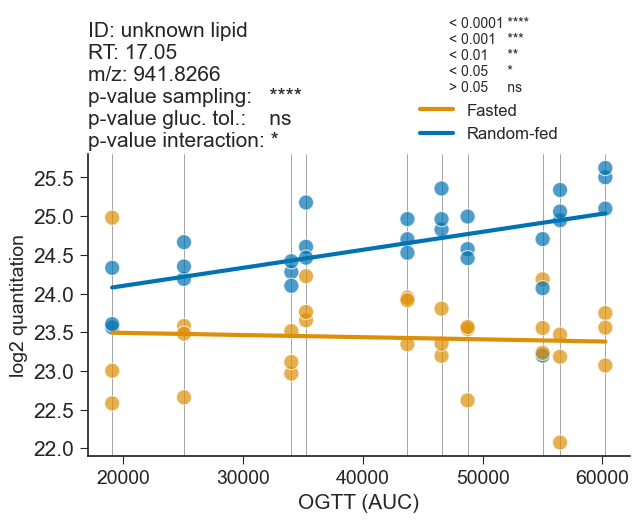 ID: unknown lipid
RT: 17.05
m/z: 941.8266
p-value sampling: ****
p-value gluc. tol.: ns
p-value interaction: *
< 0.0001 ****
< 0.001 ***
< 0.01 **
< 0.05 *
> 0.05 ns
Fasted
Random-fed
log2 quantitation
25.5
25.0
24.5
24.0
23.5
23.0
22.5
22.0
20000 30000 40000 50000 60000
OGTT (AUC)